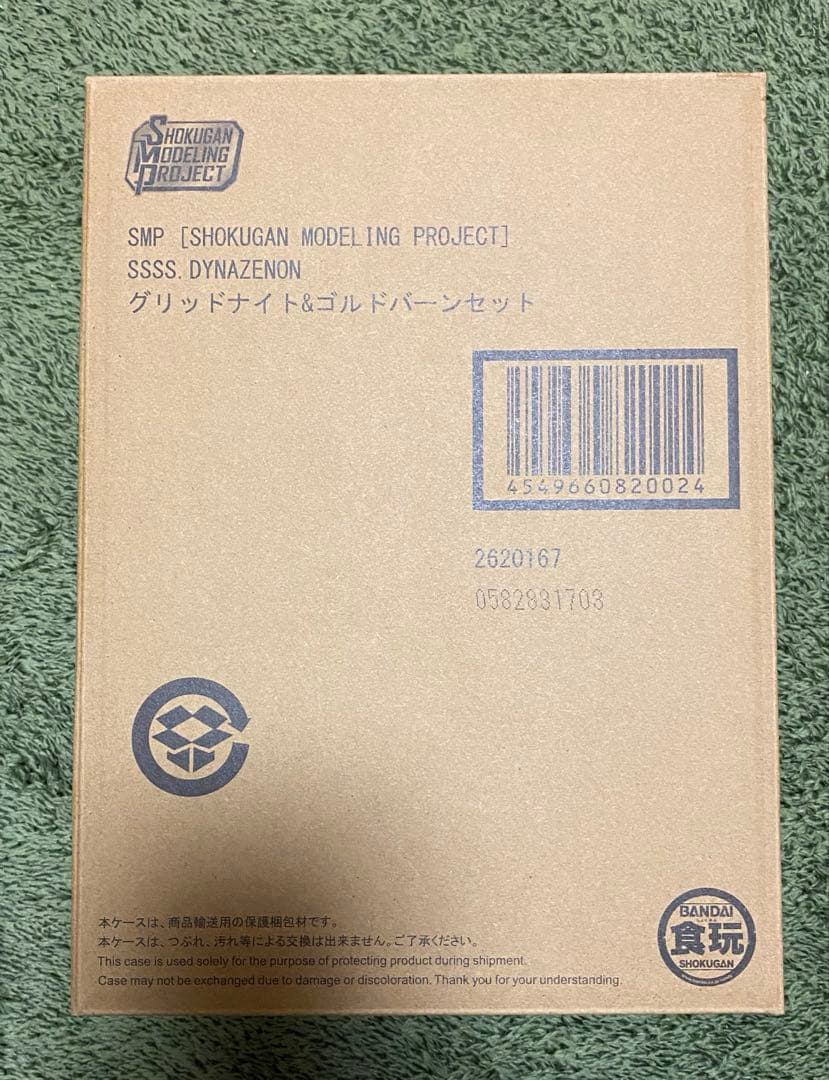 SHOKUGAN
MODELING
PROJECT
SMP [SHOKUGAN MODELING PROJECT]
SSSS.DYNAZENON
グリッドナイト&ゴルドバーンセット
4549660820024
2620167
0582831703
本ケースは、商品輸送用の保護梱包材です。
本ケースは、つぶれ、汚れ等による交換は出来ません。ご了承ください。
This case is used solely for the purpose of protecting product during shipment.
Case may not be exchanged due to damage or discoloration. Thank you for your understanding.
BANDAI
食玩
SHOKUGAN